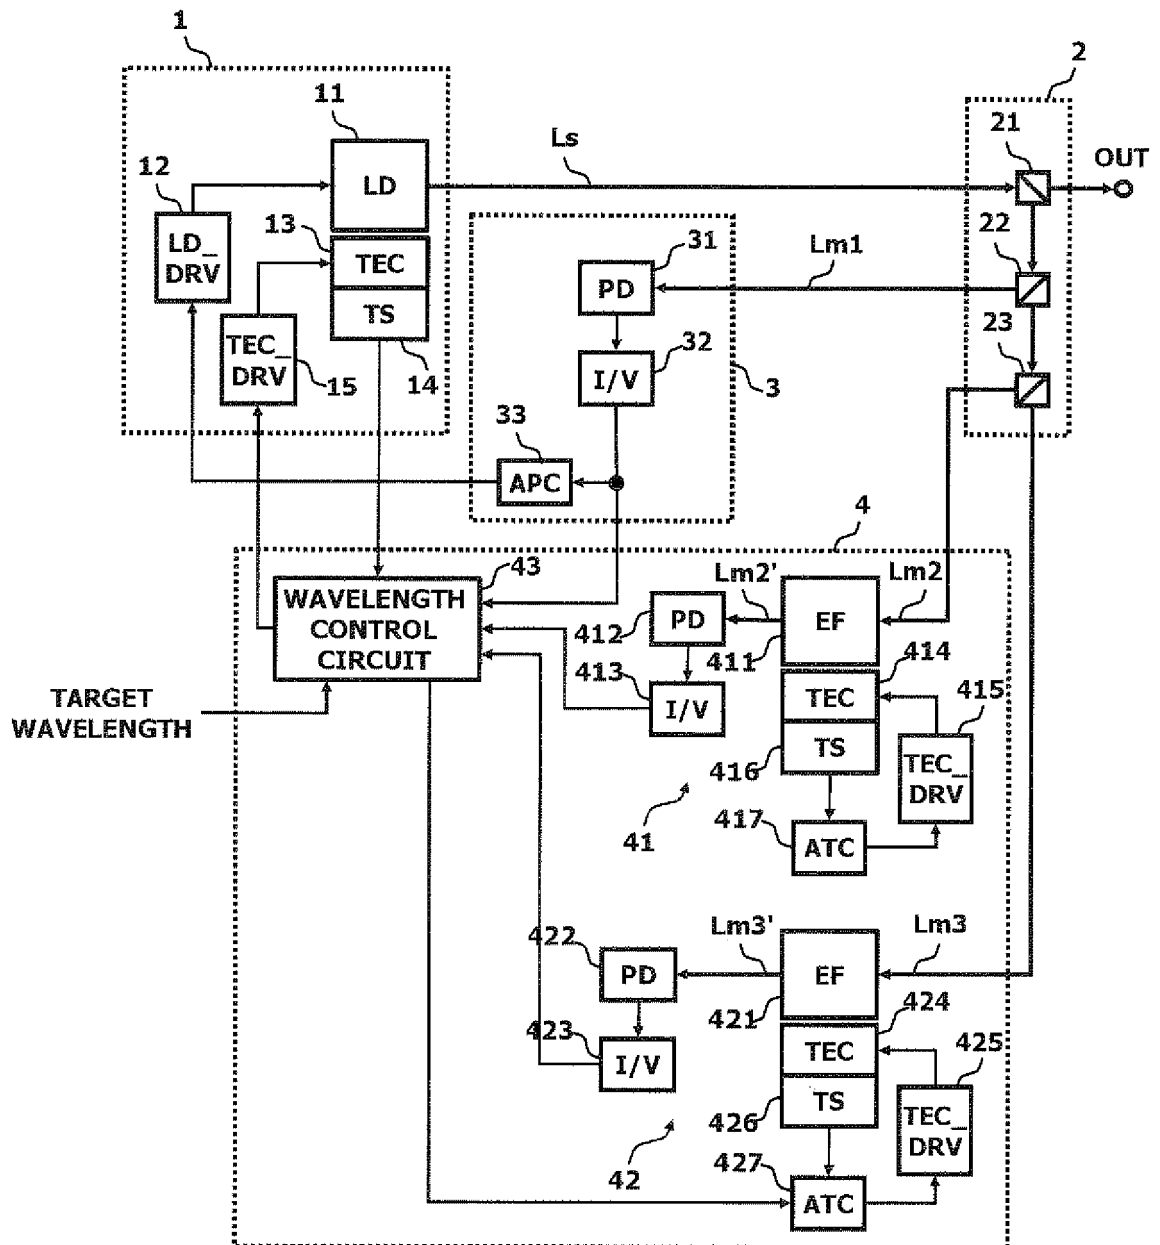 1
2
11
21
Ls
OUT
12
LD
13
22
31
LD_
DRV
Lm1
TEC
PD
TS
23
32
TEC_
DRV
15
14
I/V
3
33
APC
4
43
Lm2'
Lm2
WAVELENGTH
CONTROL
CIRCUIT
412
PD
EF
411
414
413
TARGET
WAVELENGTH
I/V
TEC
415
TS
416
TEC_
DRV
41
417
ATC
Lm3'
Lm3
422
PD
EF
421
424
423
I/V
TEC
425
TS
426
TEC_
DRV
42
427
ATC